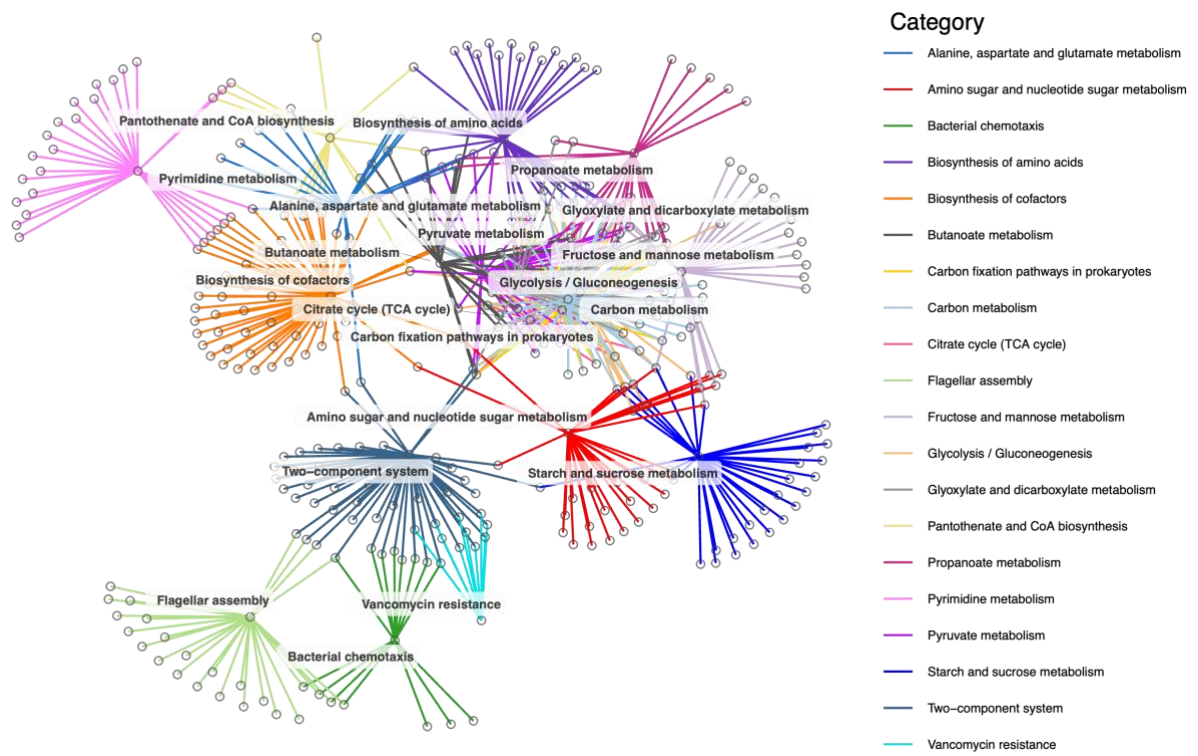 Category
Alanine, aspartate and glutamate metabolism
Amino sugar and nucleotide sugar metabolism
Bacterial chemotaxis
Biosynthesis of amino acids
Biosynthesis of cofactors
Butanoate metabolism
Carbon fixation pathways in prokaryotes
Carbon metabolism
Citrate cycle (TCA cycle)
Flagellar assembly
Fructose and mannose metabolism
Glycolysis / Gluconeogenesis
Glyoxylate and dicarboxylate metabolism
Pantothenate and CoA biosynthesis
Propanoate metabolism
Pyrimidine metabolism
Pyruvate metabolism
Starch and sucrose metabolism
Two−component system
Vancomycin resistance
Pantothenate and CoA biosynthesis
Biosynthesis of amino acids
Propanoate metabolism
Pyrimidine metabolism
Alanine, aspartate and glutamate metabolism
Glyoxylate and dicarboxylate metabolism
Pyruvate metabolism
Butanoate metabolism
Fructose and mannose metabolism
Biosynthesis of cofactors
Glycolysis / Gluconeogenesis
Citrate cycle (TCA cycle)
Carbon metabolism
Carbon fixation pathways in prokaryotes
Amino sugar and nucleotide sugar metabolism
Two−component system
Starch and sucrose metabolism
Flagellar assembly
Vancomycin resistance
Bacterial chemotaxis